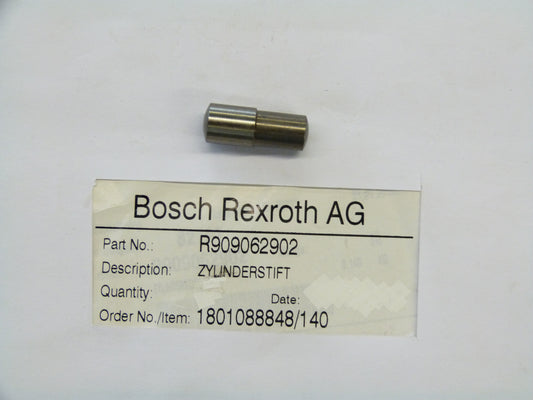 Bosch Rexroth AG
Part No.: R909062902
Description: ZYLINDERSTIFT
Quantity: Date:
Order No./Item: 1801088848/140